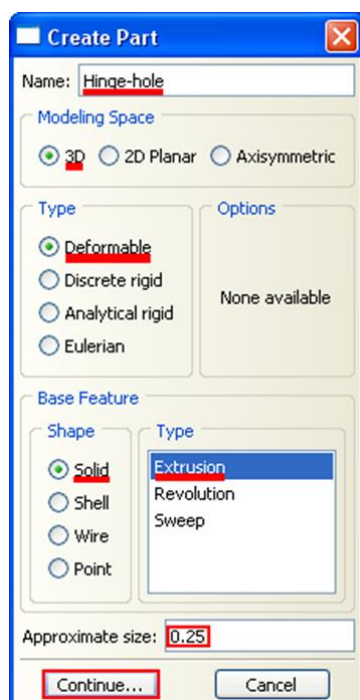 Create Part
Name: Hinge-hole
Modeling Space
3D 2D Planar Axisymmetric
Type
Deformable
Discrete rigid
Analytical rigid
Eulerian
Options
None available
Base Feature
Shape
Solid
Shell
Wire
Point
Type
Extrusion
Revolution
Sweep
Approximate size: 0.25
Continue... Cancel